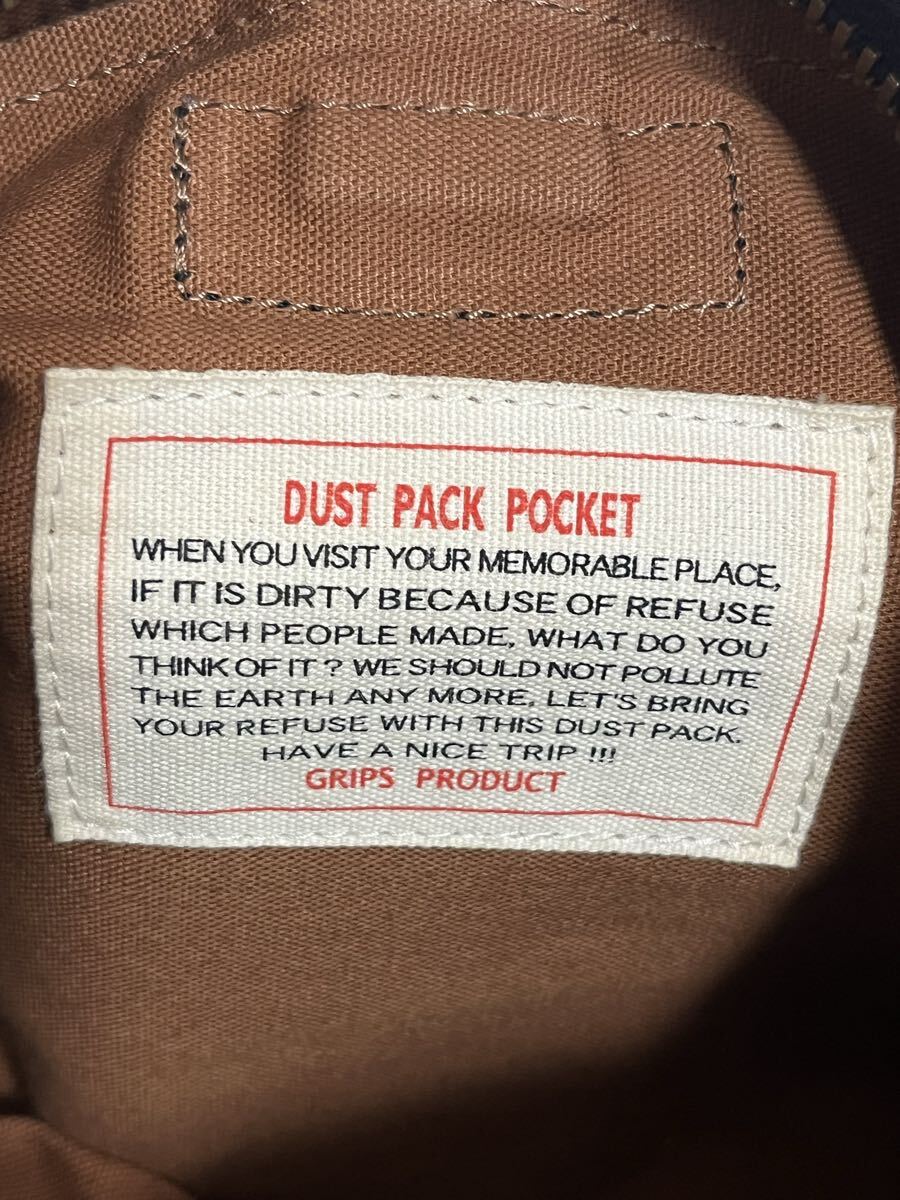 DUST PACK POCKET
WHEN YOU VISIT YOUR MEMORABLE PLACE,
IF IT IS DIRTY BECAUSE OF REFUSE
WHICH PEOPLE MADE, WHAT DO YOU
THINK OF IT ? WE SHOULD NOT POLLUTE
THE EARTH ANY MORE, LET'S BRING
YOUR REFUSE WITH THIS DUST PACK.
HAVE A NICE TRIP !!!
GRIPS PRODUCT